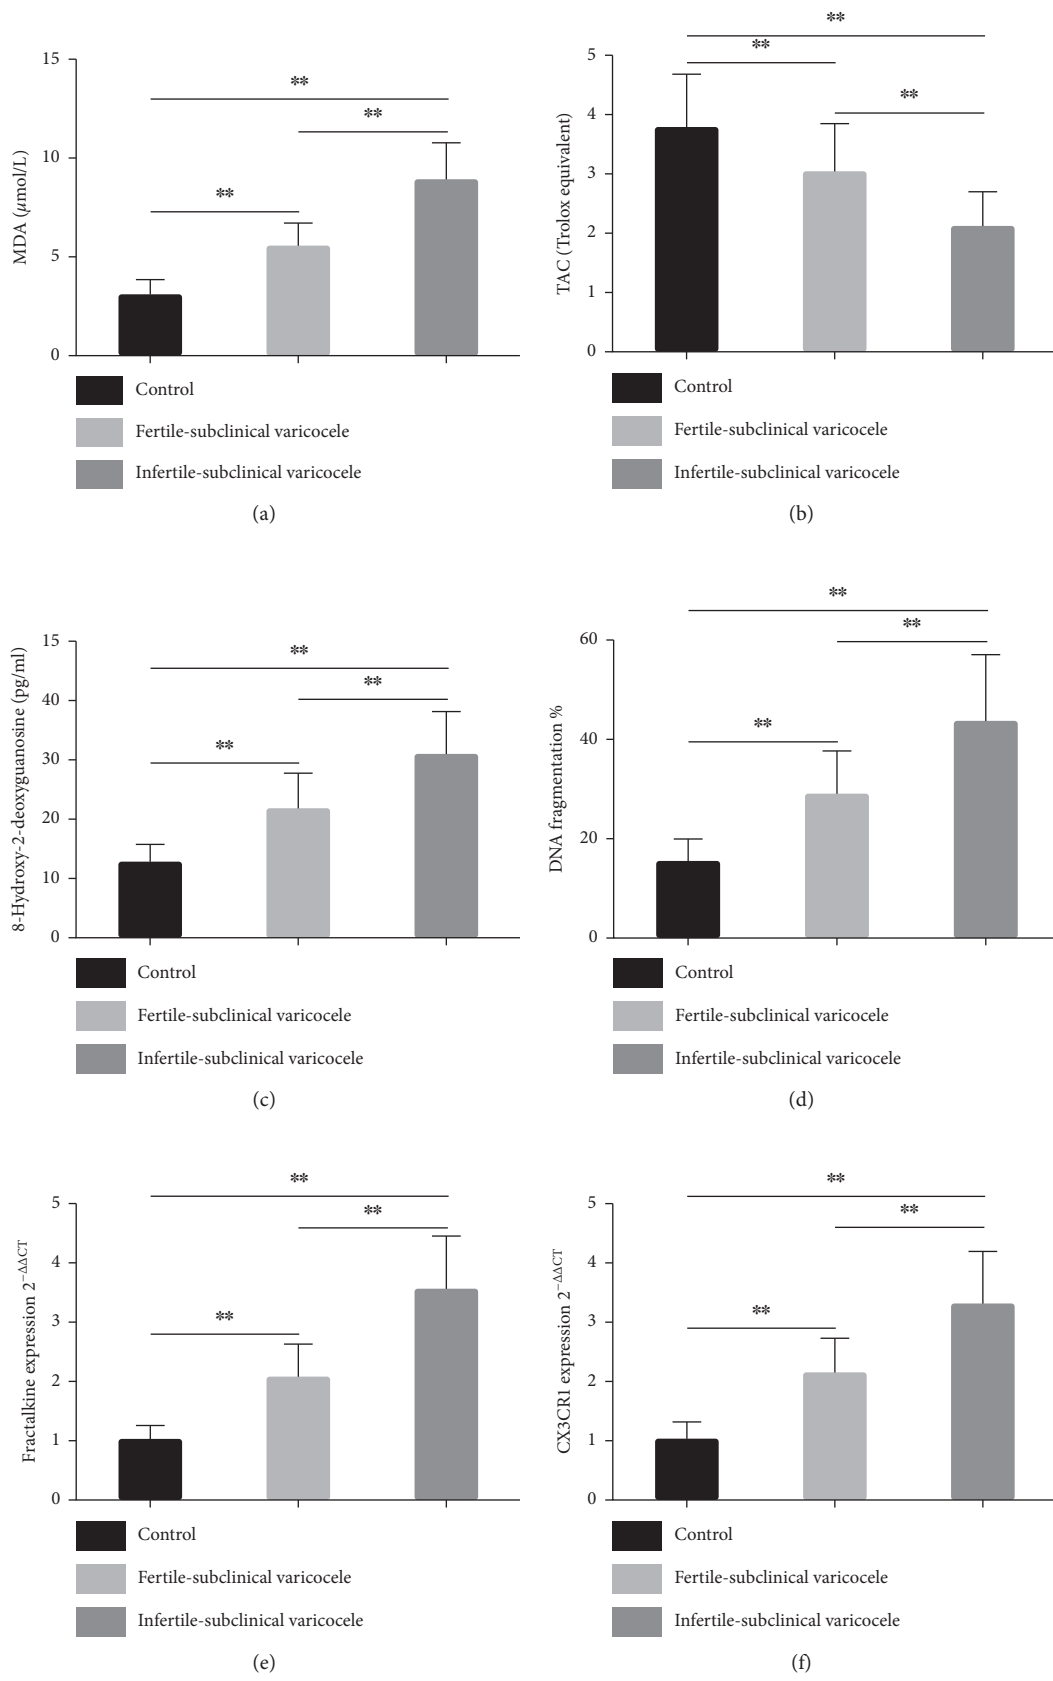 **
**
**
MDA (μmol/L)
15
10
5
0
Control
Fertile-subclinical varicocele
Infertile-subclinical varicocele
(a)
**
**
**
TAC (Trolox equivalent)
5
4
3
2
1
0
Control
Fertile-subclinical varicocele
Infertile-subclinical varicocele
(b)
**
**
**
8-Hydroxy-2-deoxyguanosine (pg/ml)
15
40
30
20
10
0
Control
Fertile-subclinical varicocele
Infertile-subclinical varicocele
(c)
**
**
**
DNA fragmentation %
60
40
20
0
Control
Fertile-subclinical varicocele
Infertile-subclinical varicocele
(d)
**
**
**
Fractalkine expression 2−ΔΔCT
5
4
3
2
1
0
Control
Fertile-subclinical varicocele
Infertile-subclinical varicocele
(e)
**
**
**
CX3CR1 expression 2−ΔΔCT
5
4
3
2
1
0
Control
Fertile-subclinical varicocele
Infertile-subclinical varicocele
(f)